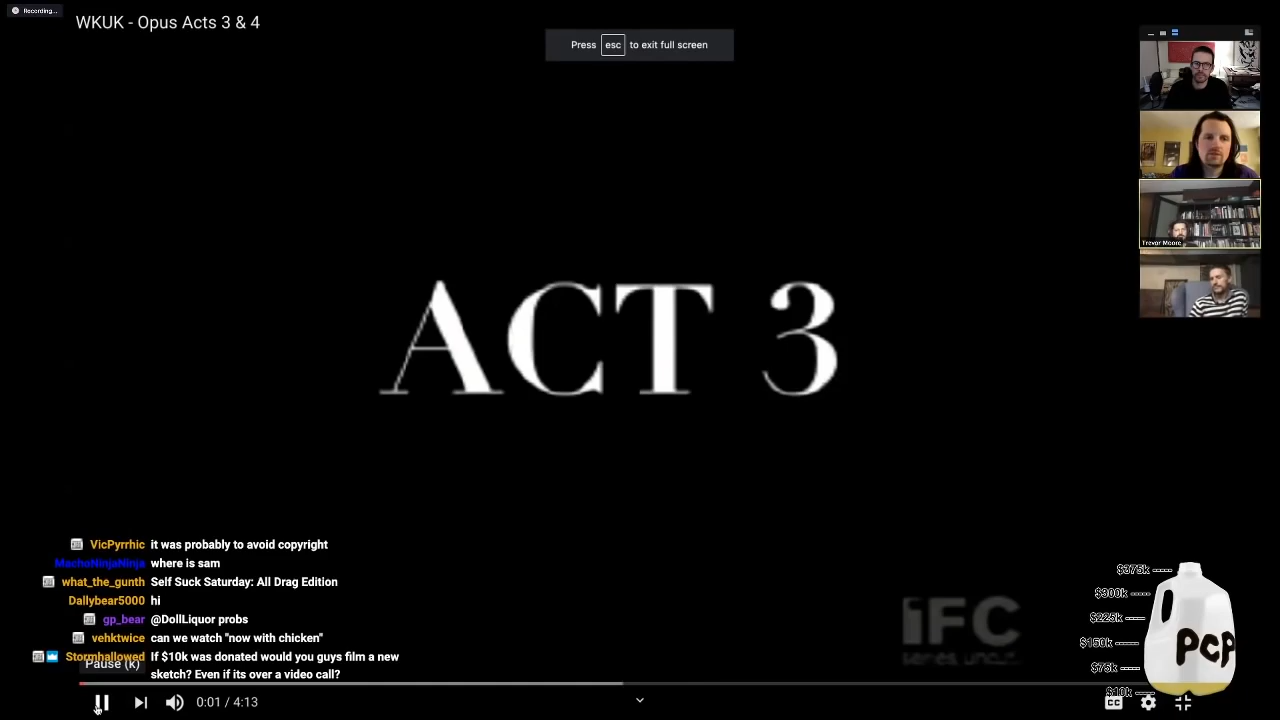 Recording...
WKUK - Opus Acts 3 & 4
Press esc to exit full screen
Trevor Moore
ACT 3
VicPyrrhic it was probably to avoid copyright
MachoNinjaNinja where is sam
what_the_gunth Self Suck Saturday: All Drag Edition
Dallybear5000 hi
gp_bear @DollLiquor probs
vehktwice can we watch "now with chicken"
Stormhallowed If $10k was donated would you guys film a new
sketch? Even if its over a video call?
Pause (k)
iFC
$375k
$300k
$225k
$150k
$75k
$10k
PCP
0:01 / 4:13
CC